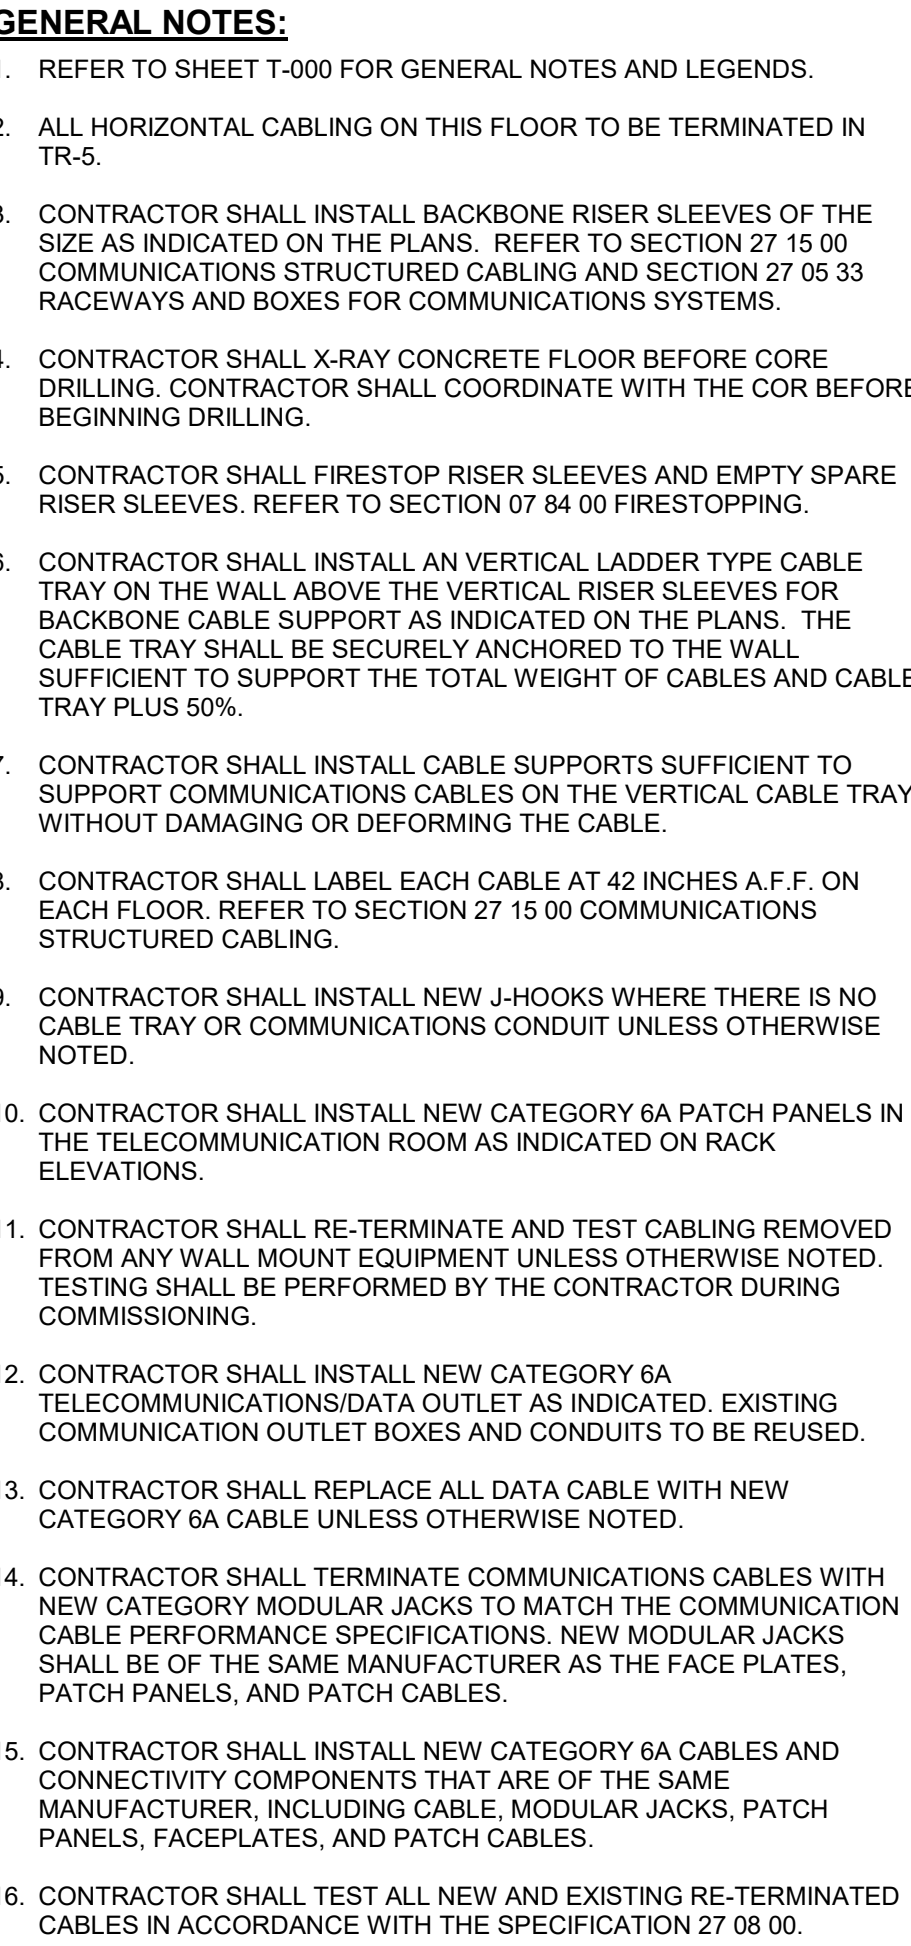 GENERAL NOTES:
1. REFER TO SHEET T-000 FOR GENERAL NOTES AND LEGENDS.
2. ALL HORIZONTAL CABLING ON THIS FLOOR TO BE TERMINATED IN
TR-5.
3. CONTRACTOR SHALL INSTALL BACKBONE RISER SLEEVES OF THE
SIZE AS INDICATED ON THE PLANS. REFER TO SECTION 27 15 00
COMMUNICATIONS STRUCTURED CABLING AND SECTION 27 05 33
RACEWAYS AND BOXES FOR COMMUNICATIONS SYSTEMS.
4. CONTRACTOR SHALL X-RAY CONCRETE FLOOR BEFORE CORE
DRILLING. CONTRACTOR SHALL COORDINATE WITH THE COR BEFORE
BEGINNING DRILLING.
5. CONTRACTOR SHALL FIRESTOP RISER SLEEVES AND EMPTY SPARE
RISER SLEEVES. REFER TO SECTION 07 84 00 FIRESTOPPING.
6. CONTRACTOR SHALL INSTALL AN VERTICAL LADDER TYPE CABLE
TRAY ON THE WALL ABOVE THE VERTICAL RISER SLEEVES FOR
BACKBONE CABLE SUPPORT AS INDICATED ON THE PLANS. THE
CABLE TRAY SHALL BE SECURELY ANCHORED TO THE WALL
SUFFICIENT TO SUPPORT THE TOTAL WEIGHT OF CABLES AND CABLE
TRAY PLUS 50%.
7. CONTRACTOR SHALL INSTALL CABLE SUPPORTS SUFFICIENT TO
SUPPORT COMMUNICATIONS CABLES ON THE VERTICAL CABLE TRAY
WITHOUT DAMAGING OR DEFORMING THE CABLE.
8. CONTRACTOR SHALL LABEL EACH CABLE AT 42 INCHES A.F.F. ON
EACH FLOOR. REFER TO SECTION 27 15 00 COMMUNICATIONS
STRUCTURED CABLING.
9. CONTRACTOR SHALL INSTALL NEW J-HOOKS WHERE THERE IS NO
CABLE TRAY OR COMMUNICATIONS CONDUIT UNLESS OTHERWISE
NOTED.
10. CONTRACTOR SHALL INSTALL NEW CATEGORY 6A PATCH PANELS IN
THE TELECOMMUNICATION ROOM AS INDICATED ON RACK
ELEVATIONS.
11. CONTRACTOR SHALL RE-TERMINATE AND TEST CABLING REMOVED
FROM ANY WALL MOUNT EQUIPMENT UNLESS OTHERWISE NOTED.
TESTING SHALL BE PERFORMED BY THE CONTRACTOR DURING
COMMISSIONING.
12. CONTRACTOR SHALL INSTALL NEW CATEGORY 6A
TELECOMMUNICATIONS/DATA OUTLET AS INDICATED. EXISTING
COMMUNICATION OUTLET BOXES AND CONDUITS TO BE REUSED.
13. CONTRACTOR SHALL REPLACE ALL DATA CABLE WITH NEW
CATEGORY 6A CABLE UNLESS OTHERWISE NOTED.
14. CONTRACTOR SHALL TERMINATE COMMUNICATIONS CABLES WITH
NEW CATEGORY MODULAR JACKS TO MATCH THE COMMUNICATION
CABLE PERFORMANCE SPECIFICATIONS. NEW MODULAR JACKS
SHALL BE OF THE SAME MANUFACTURER AS THE FACE PLATES,
PATCH PANELS, AND PATCH CABLES.
15. CONTRACTOR SHALL INSTALL NEW CATEGORY 6A CABLES AND
CONNECTIVITY COMPONENTS THAT ARE OF THE SAME
MANUFACTURER, INCLUDING CABLE, MODULAR JACKS, PATCH
PANELS, FACEPLATES, AND PATCH CABLES.
16. CONTRACTOR SHALL TEST ALL NEW AND EXISTING RE-TERMINATED
CABLES IN ACCORDANCE WITH THE SPECIFICATION 27 08 00.